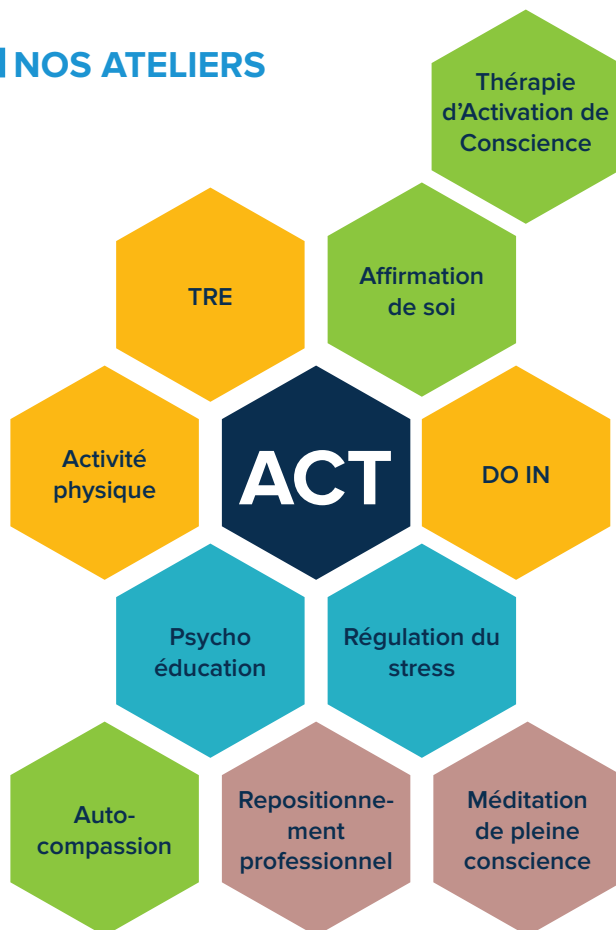 NOS ATELIERS
Thérapie
d'Activation de
Conscience
TRE
Affirmation
de soi
Activité
physique
ACT
DO IN
Psycho
éducation
Régulation du
stress
Auto-
compassion
Repositionne-
ment
professionnel
Méditation
de pleine
conscience